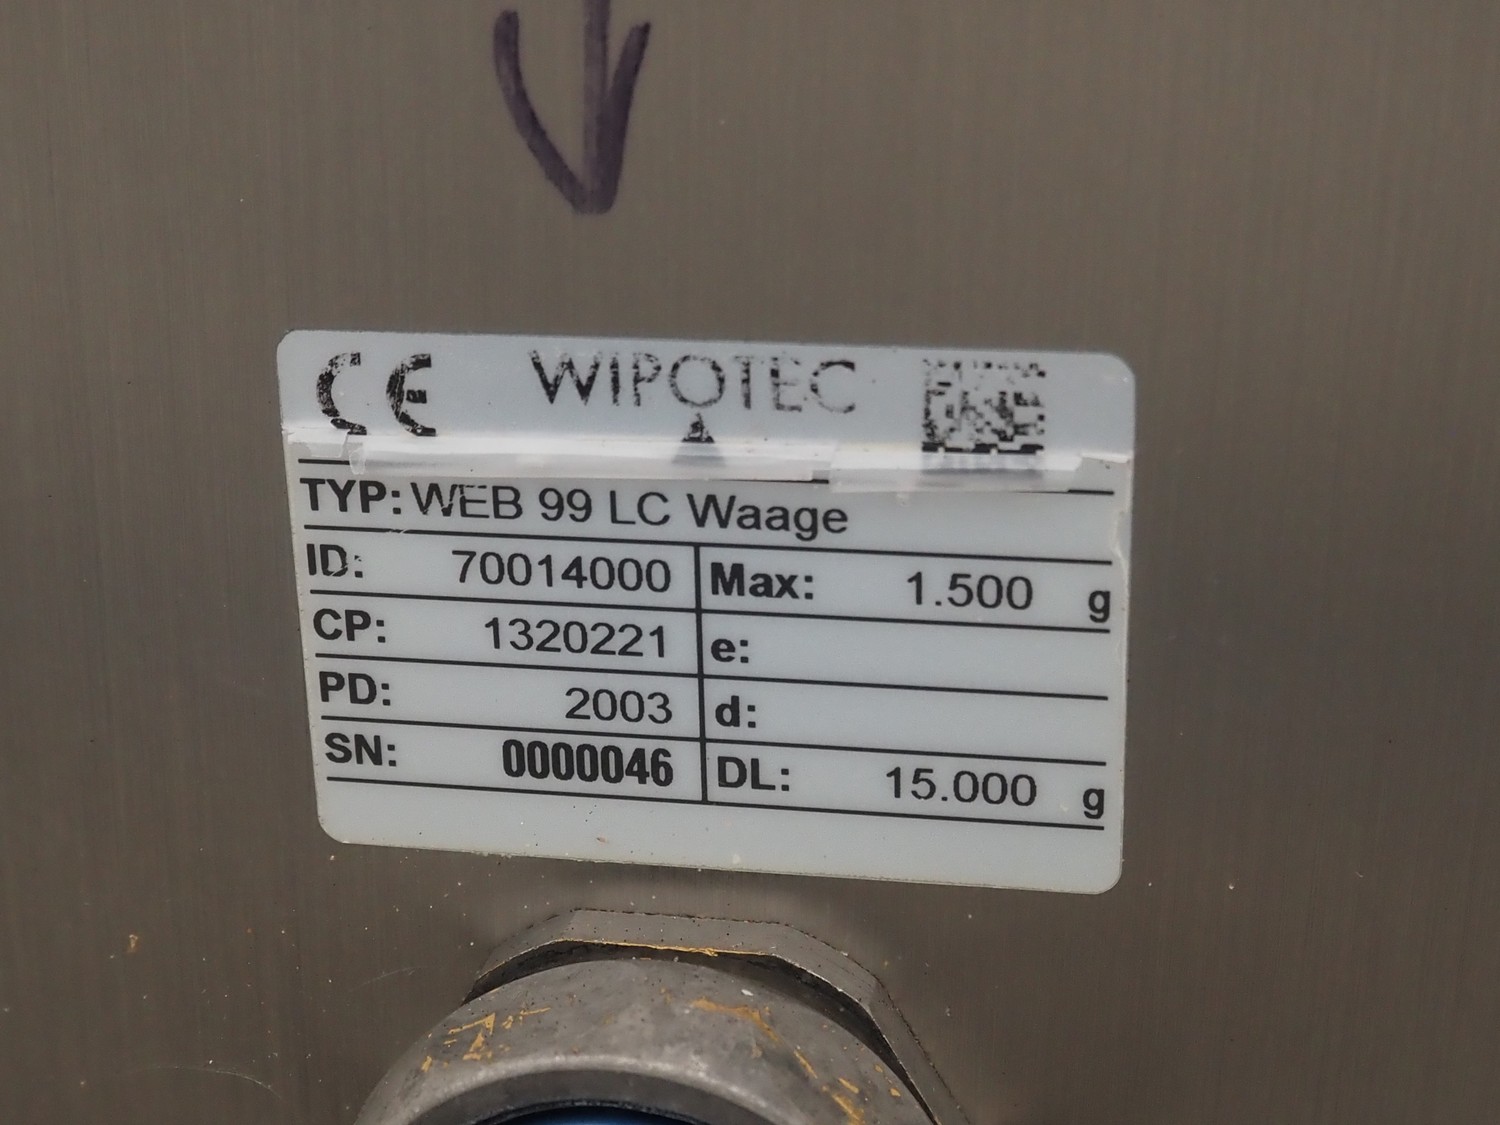 CE WIPOTEC
TYP: WEB 99 LC Waage
ID: 70014000 Max: 1.500 g
CP: 1320221 e:
PD: 2003 d:
SN: 0000046 DL: 15.000 g